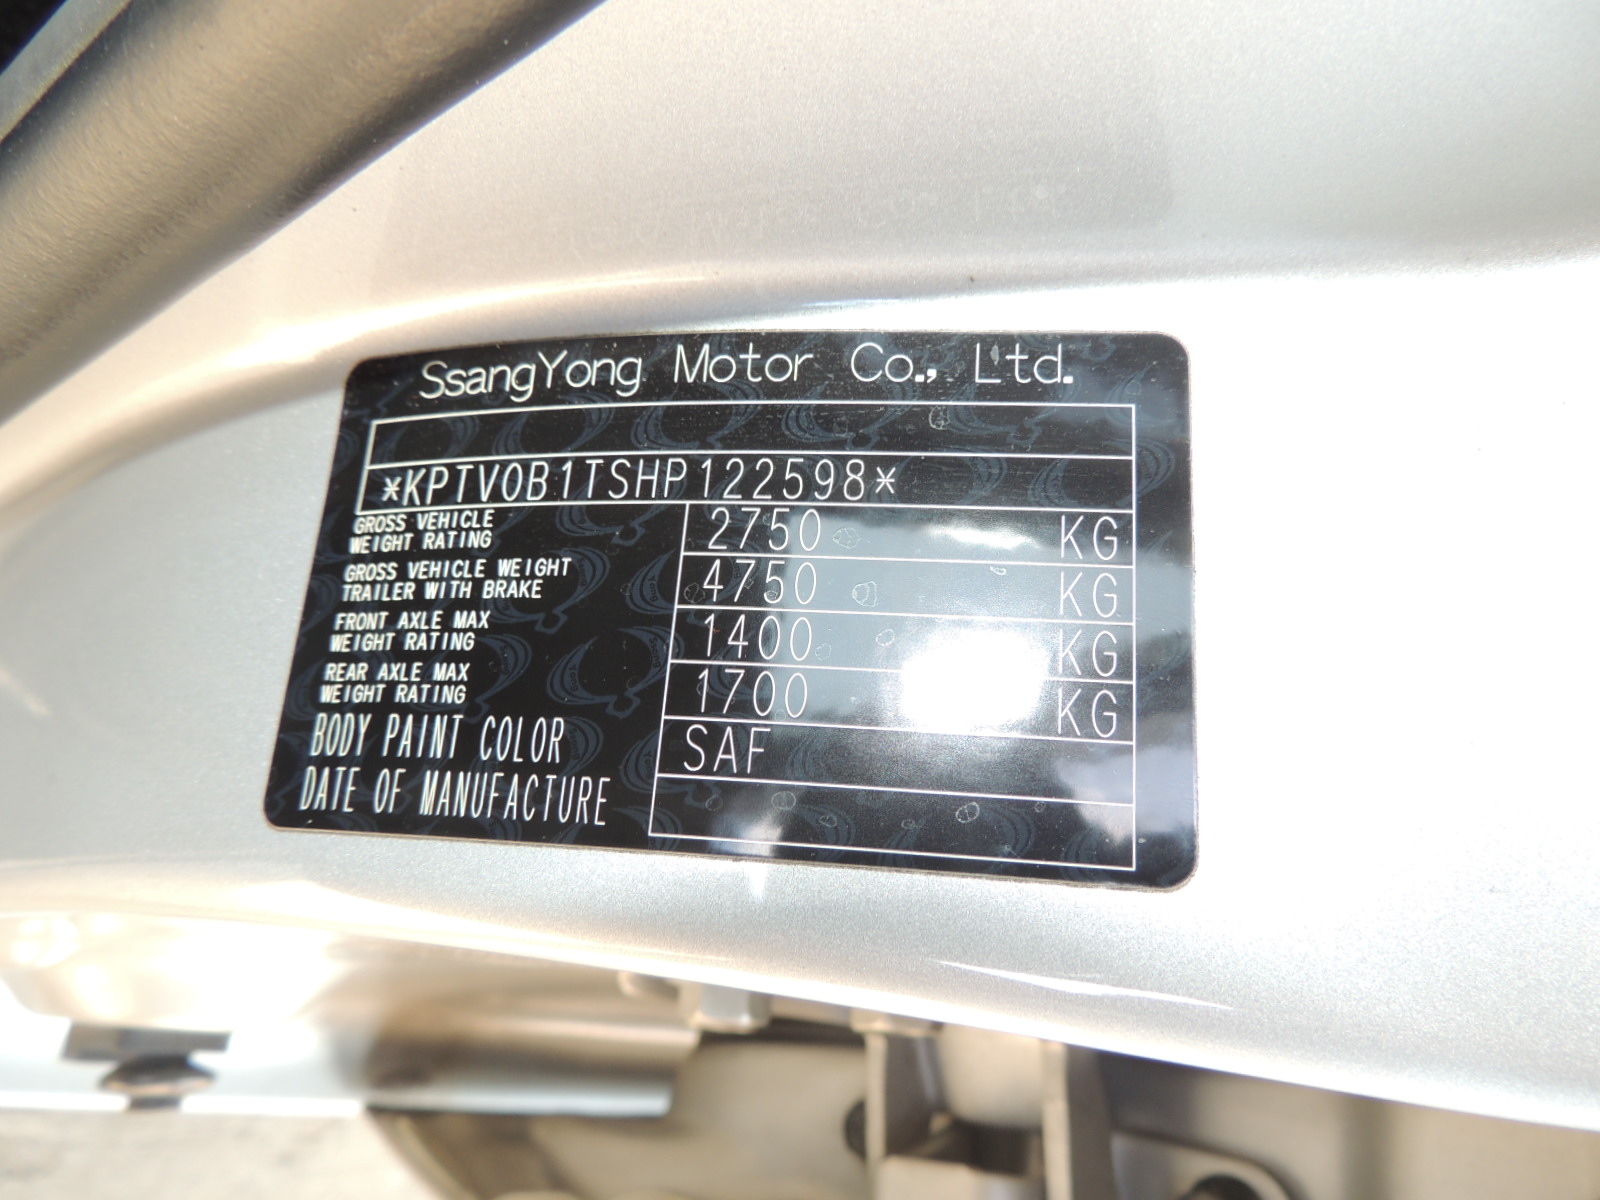 SsangYong Motor Co., Ltd.
*KPTV0B1TSHP122598*
GROSS VEHICLE
WEIGHT RATING
2750 KG
GROSS VEHICLE WEIGHT
TRAILER WITH BRAKE
4750 KG
FRONT AXLE MAX
WEIGHT RATING
1400 KG
REAR AXLE MAX
WEIGHT RATING
1700 KG
BODY PAINT COLOR
SAF
DATE OF MANUFACTURE